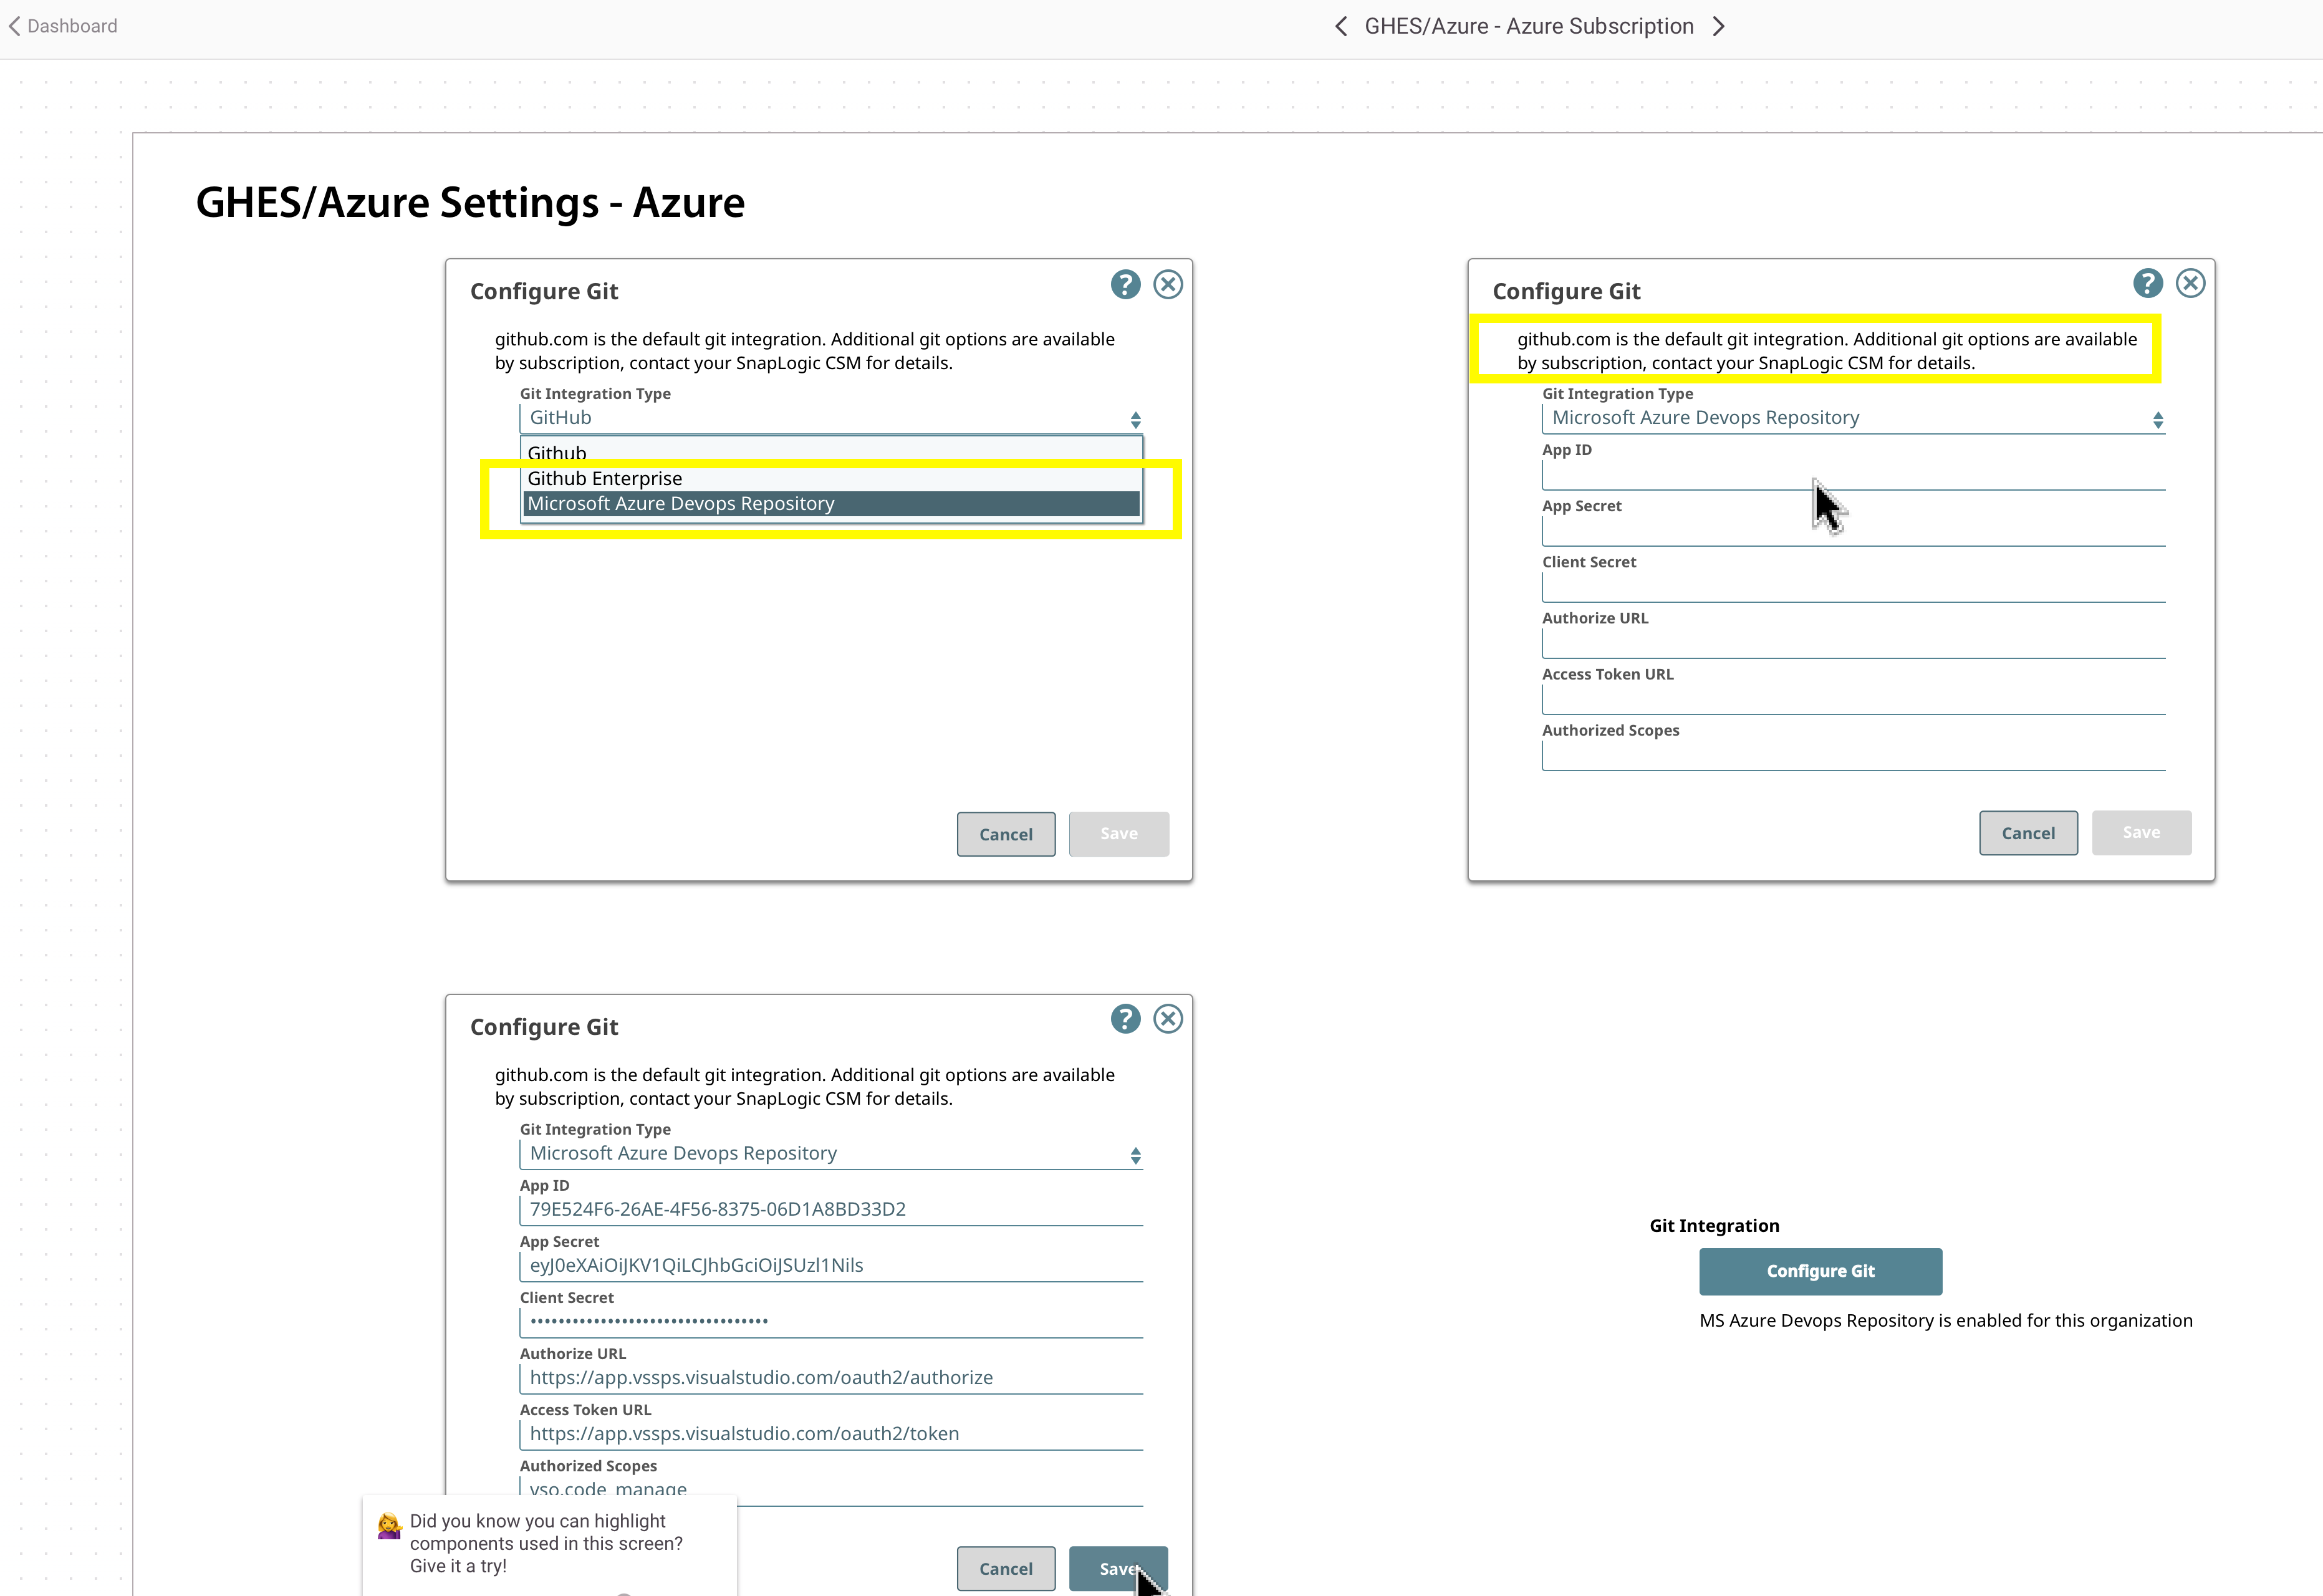 Dashboard
GHES/Azure - Azure Subscription
GHES/Azure Settings - Azure
Configure Git
?
github.com is the default git integration. Additional git options are available
by subscription, contact your SnapLogic CSM for details.
Git Integration Type
GitHub
Github
Github Enterprise
Microsoft Azure Devops Repository
Cancel
Save
Configure Git
?
github.com is the default git integration. Additional git options are available
by subscription, contact your SnapLogic CSM for details.
Git Integration Type
Microsoft Azure Devops Repository
App ID
App Secret
Client Secret
Authorize URL
Access Token URL
Authorized Scopes
Cancel
Save
Configure Git
?
github.com is the default git integration. Additional git options are available
by subscription, contact your SnapLogic CSM for details.
Git Integration Type
Microsoft Azure Devops Repository
App ID
79E524F6-26AE-4F56-8375-06D1A8BD33D2
App Secret
eyJ0eXAiOiJKV1QiLCJhbGciOiJSUzl1Nils
Client Secret
••••••••••••••••••••••••••••••••••
Authorize URL
https://app.vssps.visualstudio.com/oauth2/authorize
Access Token URL
https://app.vssps.visualstudio.com/oauth2/token
Authorized Scopes
vso.code_manage
Cancel
Save
Git Integration
Configure Git
MS Azure Devops Repository is enabled for this organization
Did you know you can highlight
components used in this screen?
Give it a try!